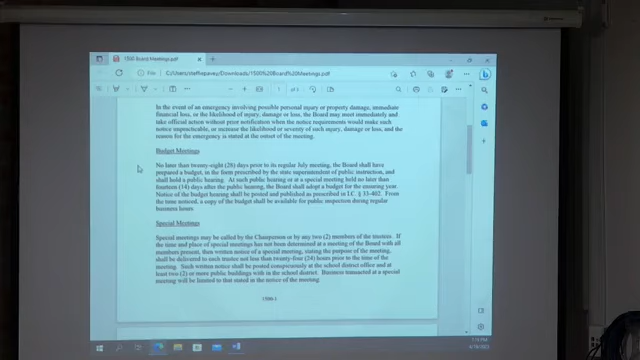 1500 Board Meetings.pdf
C:/Users/steffiepavey/Downloads/1500%20Board%20Meetings.pdf
In the event of an emergency involving possible personal injury or property damage, immediate
financial loss, or the likelihood of injury, damage or loss, the Board may meet immediately and
take official action without prior notification when the notice requirements would make such
notice impracticable, or increase the likelihood or severity of such injury, damage or loss, and
the reason for the emergency is stated at the outset of the meeting.
Budget Meetings
No later than twenty-eight (28) days prior to its regular July meeting, the Board shall have
prepared a budget, in the form prescribed by the state superintendent of public instruction, and
shall hold a public hearing. At such public hearing or at a special meeting held no later than
fourteen (14) days after the public hearing, the Board shall adopt a budget for the ensuing year.
Notice of the budget hearing shall be posted and published as prescribed in I.C. § 33-402. From
the time noticed, a copy of the budget shall be available for public inspection during regular
business hours.
Special Meetings
Special meetings may be called by the Chairperson or by any two (2) members of the trustees. If
the time and place of special meetings has not been determined at a meeting of the Board with all
members present, then written notice of a special meeting, stating the purpose of the meeting,
shall be delivered to each trustee not less than twenty-four (24) hours prior to the time of the
meeting. Such written notice shall be posted conspicuously at the school district office and at
least two (2) or more public buildings with in the school district. Business transacted at a special
meeting will be limited to that stated in the notice of the meeting.
1500-1